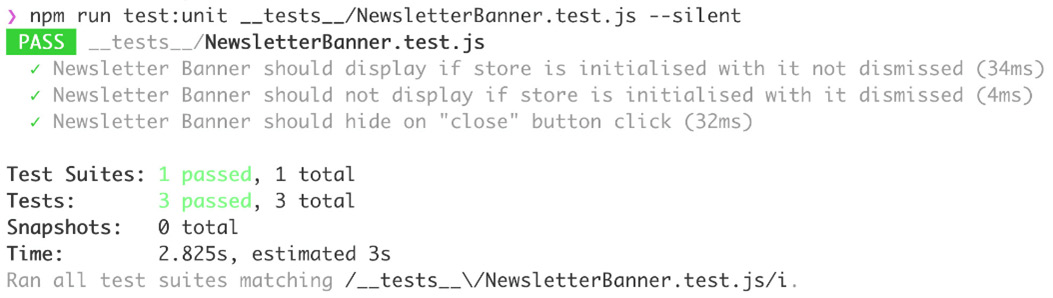 ❯ npm run test:unit __tests__/NewsletterBanner.test.js --silent
PASS __tests__/NewsletterBanner.test.js
✓ Newsletter Banner should display if store is initialised with it not dismissed (34ms)
✓ Newsletter Banner should not display if store is initialised with it dismissed (4ms)
✓ Newsletter Banner should hide on "close" button click (32ms)
Test Suites: 1 passed, 1 total
Tests: 3 passed, 3 total
Snapshots: 0 total
Time: 2.825s, estimated 3s
Ran all test suites matching /__tests__\/NewsletterBanner.test.js/i.